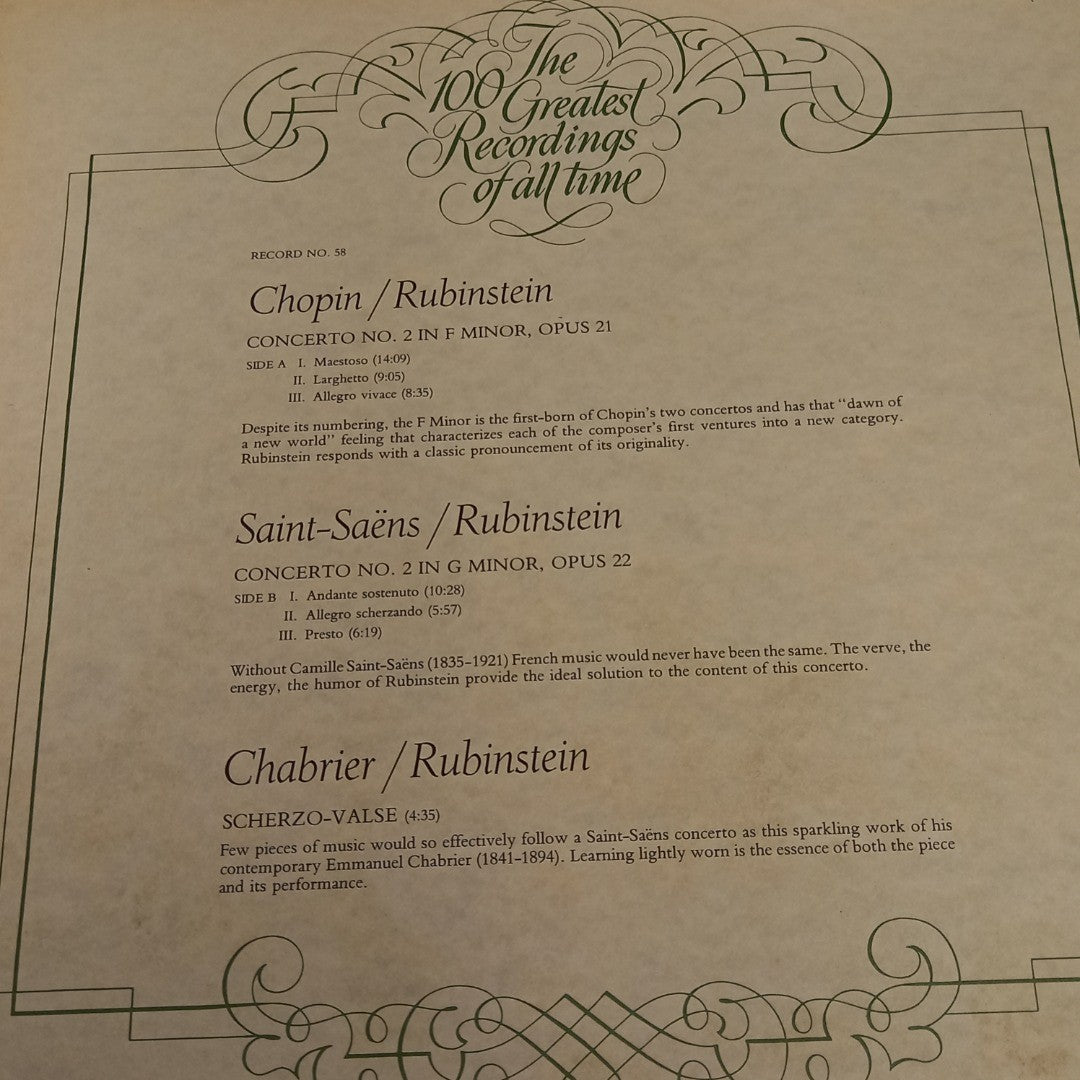 The
100 Greatest
Recordings
of all time
RECORD NO. 58
Chopin / Rubinstein
CONCERTO NO. 2 IN F MINOR, OPUS 21
SIDE A I. Maestoso (14:09)
II. Larghetto (9:05)
III. Allegro vivace (8:35)
Despite its numbering, the F Minor is the first-born of Chopin's two concertos and has that "dawn of
a new world" feeling that characterizes each of the composer's first ventures into a new category.
Rubinstein responds with a classic pronouncement of its originality.
Saint-Saëns / Rubinstein
CONCERTO NO. 2 IN G MINOR, OPUS 22
SIDE B I. Andante sostenuto (10:28)
II. Allegro scherzando (5:57)
III. Presto (6:19)
Without Camille Saint-Saëns (1835-1921) French music would never have been the same. The verve, the
energy, the humor of Rubinstein provide the ideal solution to the content of this concerto.
Chabrier / Rubinstein
SCHERZO-VALSE (4:35)
Few pieces of music would so effectively follow a Saint-Saëns concerto as this sparkling work of his
contemporary Emmanuel Chabrier (1841-1894). Learning lightly worn is the essence of both the piece
and its performance.